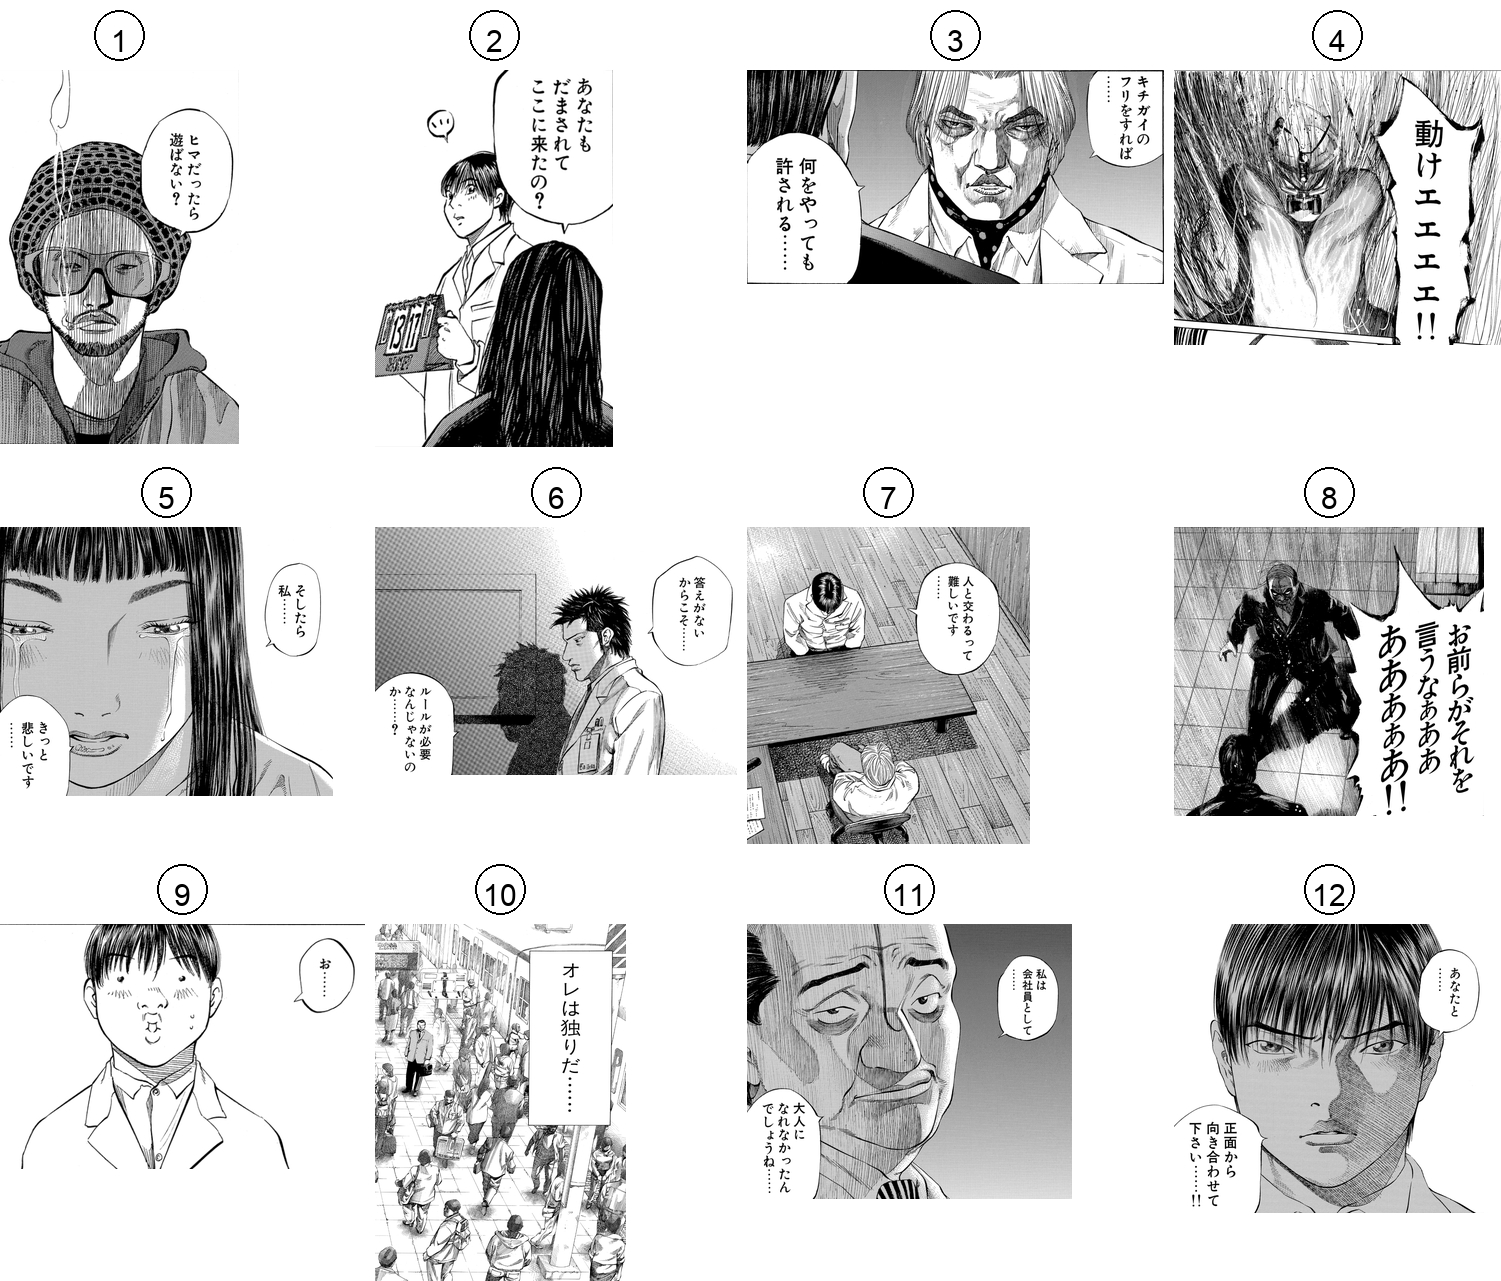 1
ヒマだったら
遊ばない？
2
あなたも
だまされて
ここに来たの？
13 17
3
キチガイの
フリをすれば
……
何をやっても
許される……
4
動けエエエエ!!
5
そしたら
私……
きっと
悲しいです
……
6
答えがない
からこそ……
ルールが必要
なんじゃないの
か……？
7
人と交わるって
難しいです
……
8
お前らがそれを
言うなぁああ
あああああ!!
9
お……
10
オレは独りだ……
11
私は
会社員として
……
大人に
なれなかったん
でしょうね……
12
あなたと
……
正面から
向き合わせて
下さい……!!